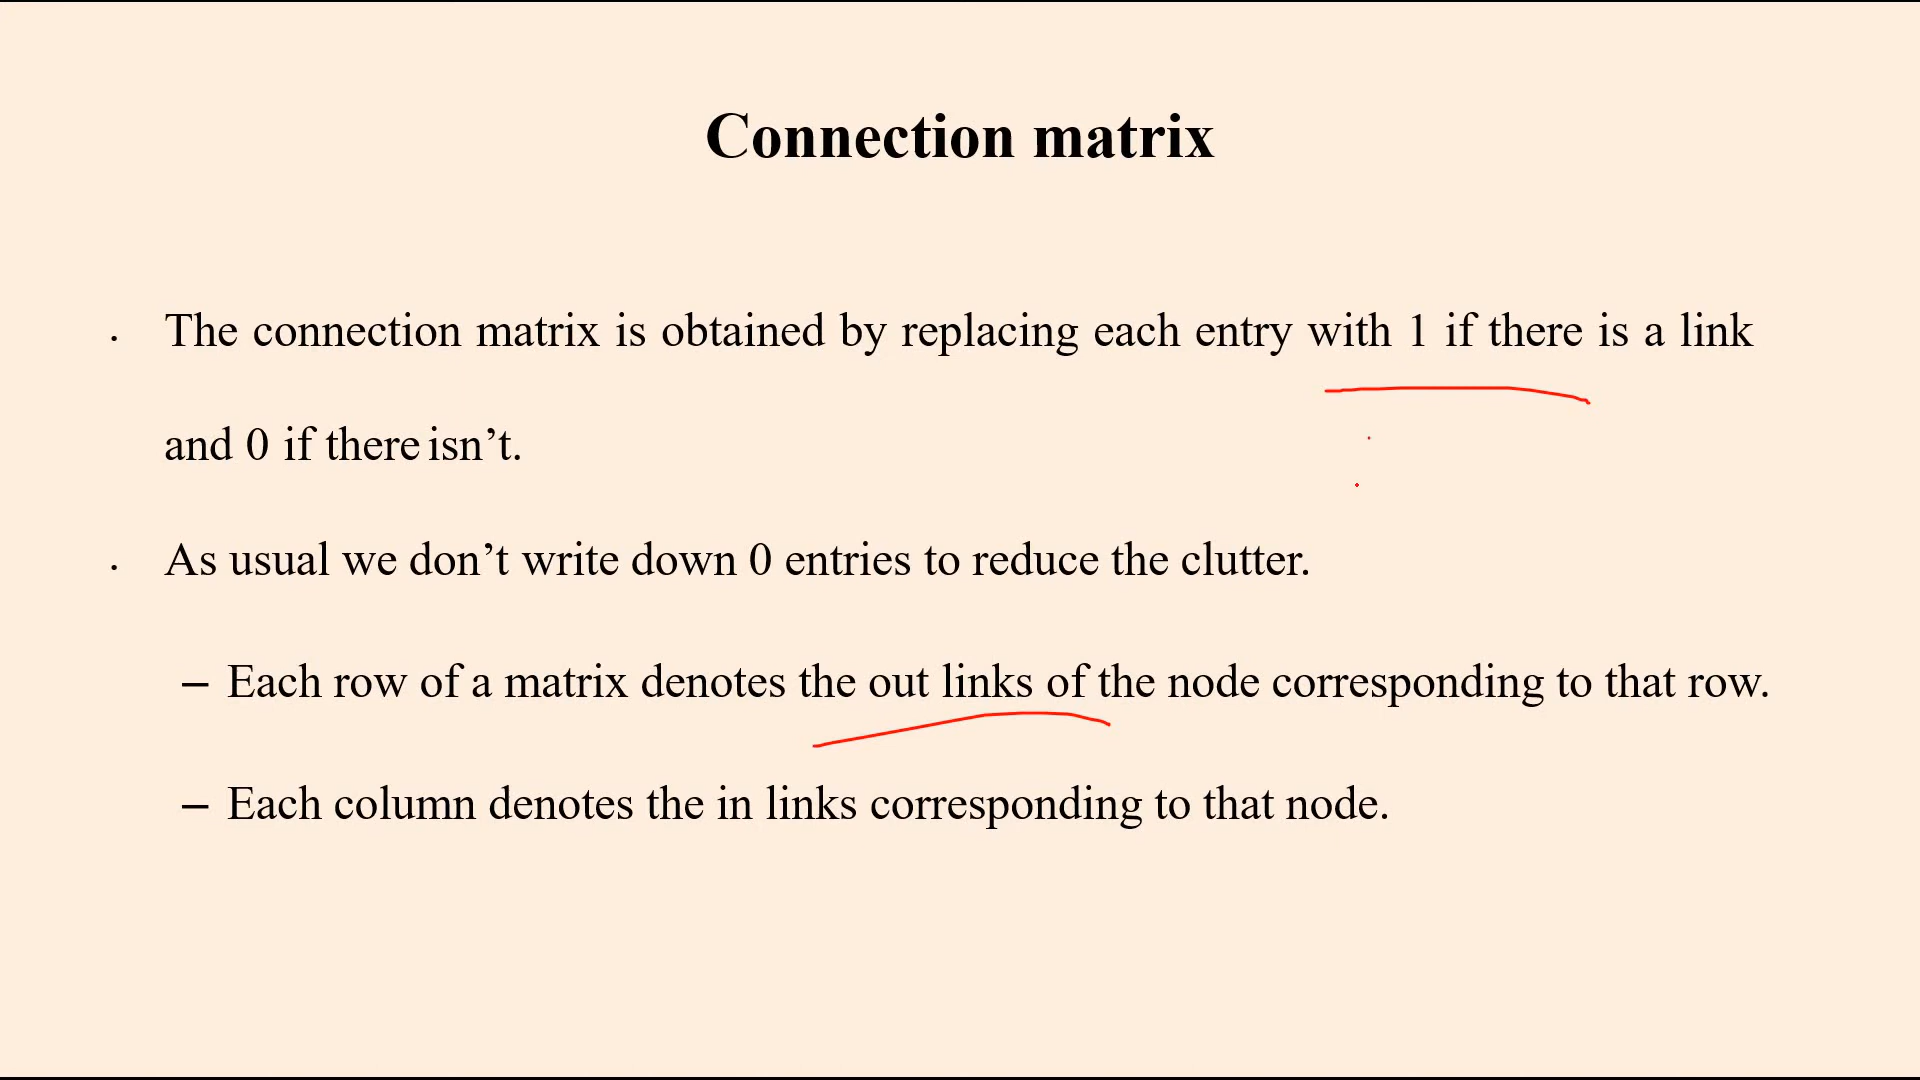 Connection matrix
• The connection matrix is obtained by replacing each entry with 1 if there is a link
and 0 if there isn’t.
• As usual we don’t write down 0 entries to reduce the clutter.
– Each row of a matrix denotes the out links of the node corresponding to that row.
– Each column denotes the in links corresponding to that node.